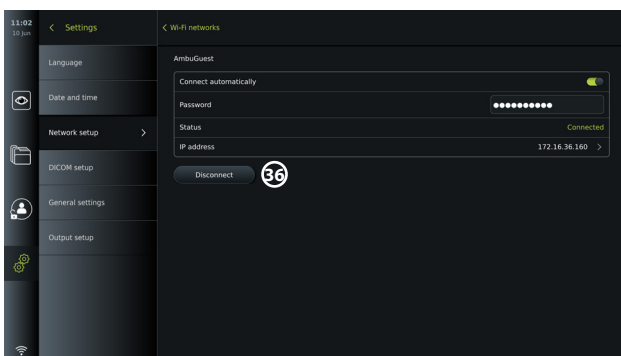 11:02
10 Jun
Settings
Language
Date and time
Network setup
DICOM setup
General settings
Output setup
Wi-Fi networks
AmbuGuest
Connect automatically
Password ●●●●●●●●●●
Status Connected
IP address 172.16.36.160
Disconnect 36